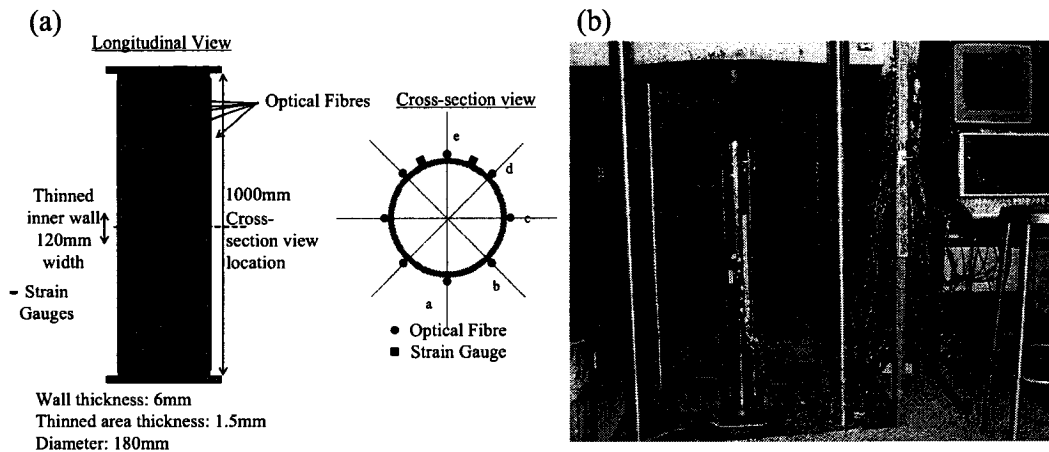 (a)
Longitudinal View
Optical Fibres
Thinned
inner wall
120mm
width
Strain
Gauges
1000mm
Cross-
section view
location
Wall thickness: 6mm
Thinned area thickness: 1.5mm
Diameter: 180mm
Cross-section view
e
d
c
b
a
Optical Fibre
Strain Gauge
(b)